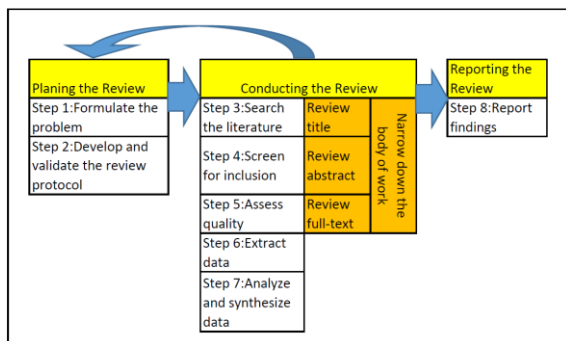 Planing the Review
Step 1:Formulate the
problem
Step 2:Develop and
validate the review
protocol
Conducting the Review
Step 3:Search
the literature
Review
title
Step 4:Screen
for inclusion
Review
abstract
Step 5:Assess
quality
Review
full-text
Narrow down the
body of work
Step 6:Extract
data
Step 7:Analyze
and synthesize
data
Reporting the
Review
Step 8:Report
findings